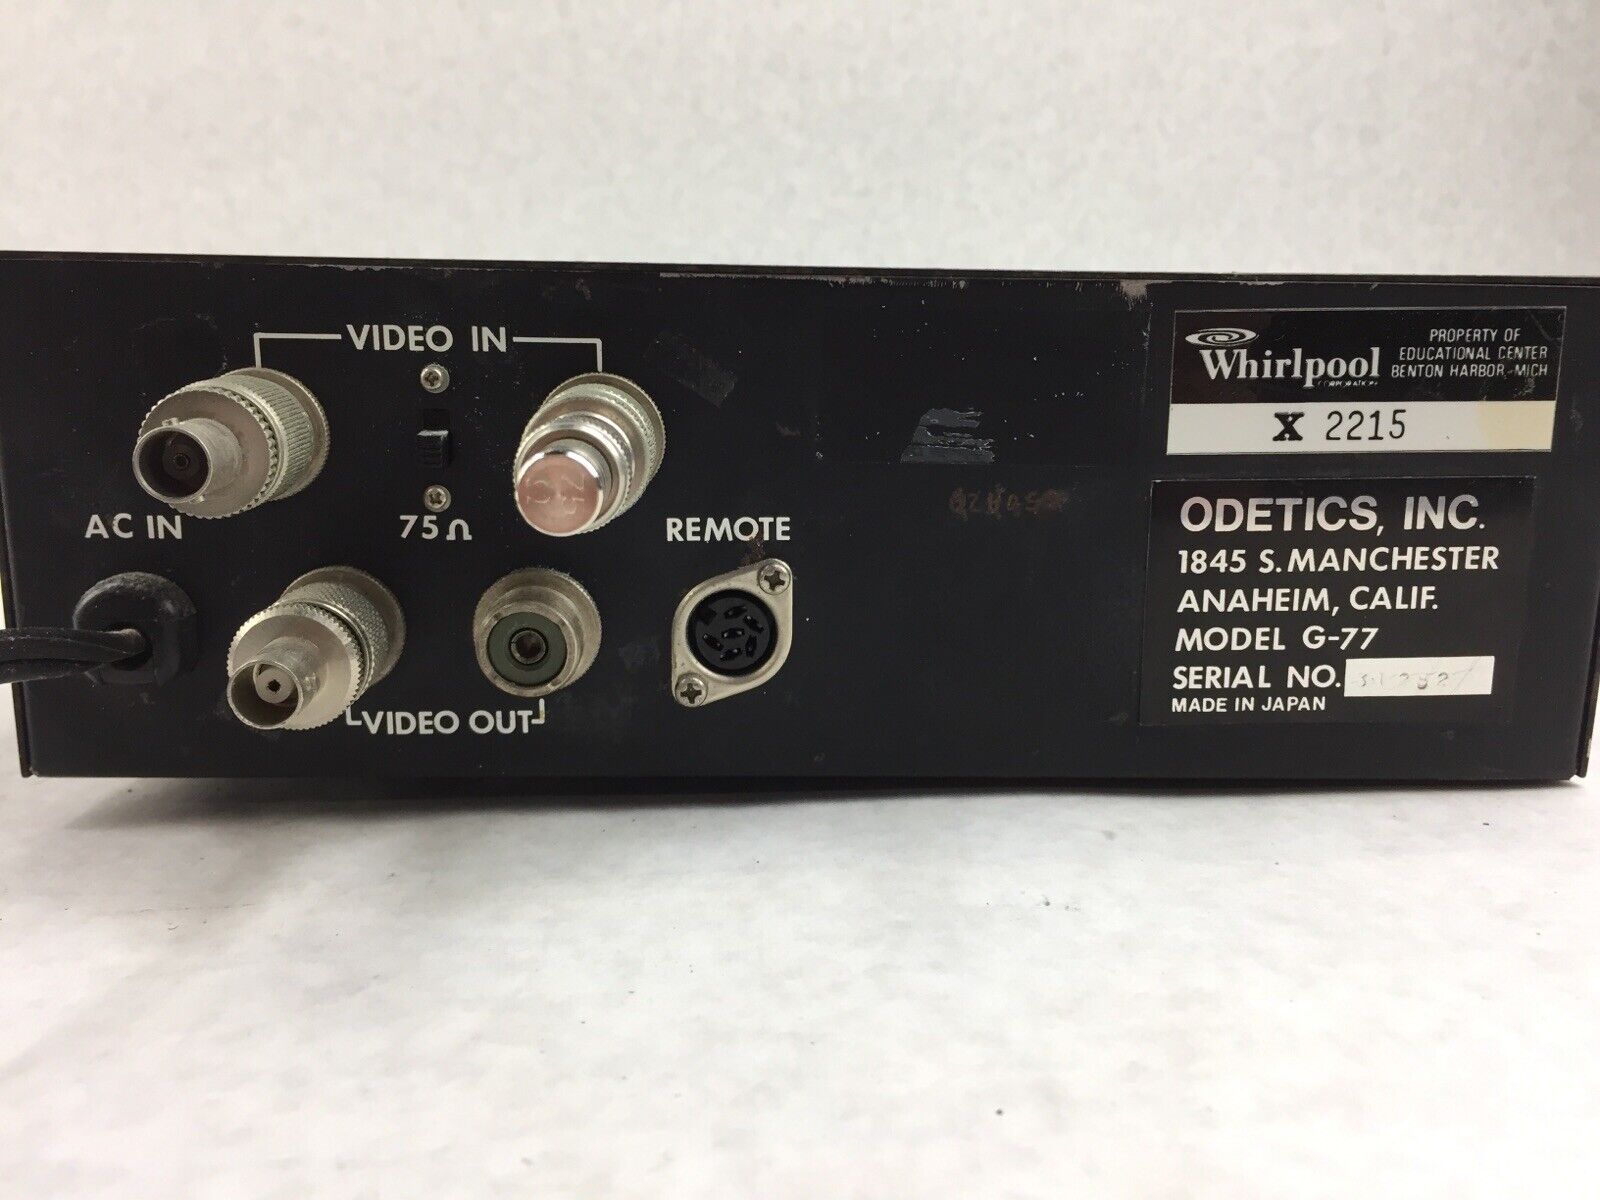 VIDEO IN
AC IN
75Ω
REMOTE
VIDEO OUT
Whirlpool
CORPORATION
PROPERTY OF
EDUCATIONAL CENTER
BENTON HARBOR, MICH
X 2215
ODETICS, INC.
1845 S. MANCHESTER
ANAHEIM, CALIF.
MODEL G-77
SERIAL NO.
MADE IN JAPAN